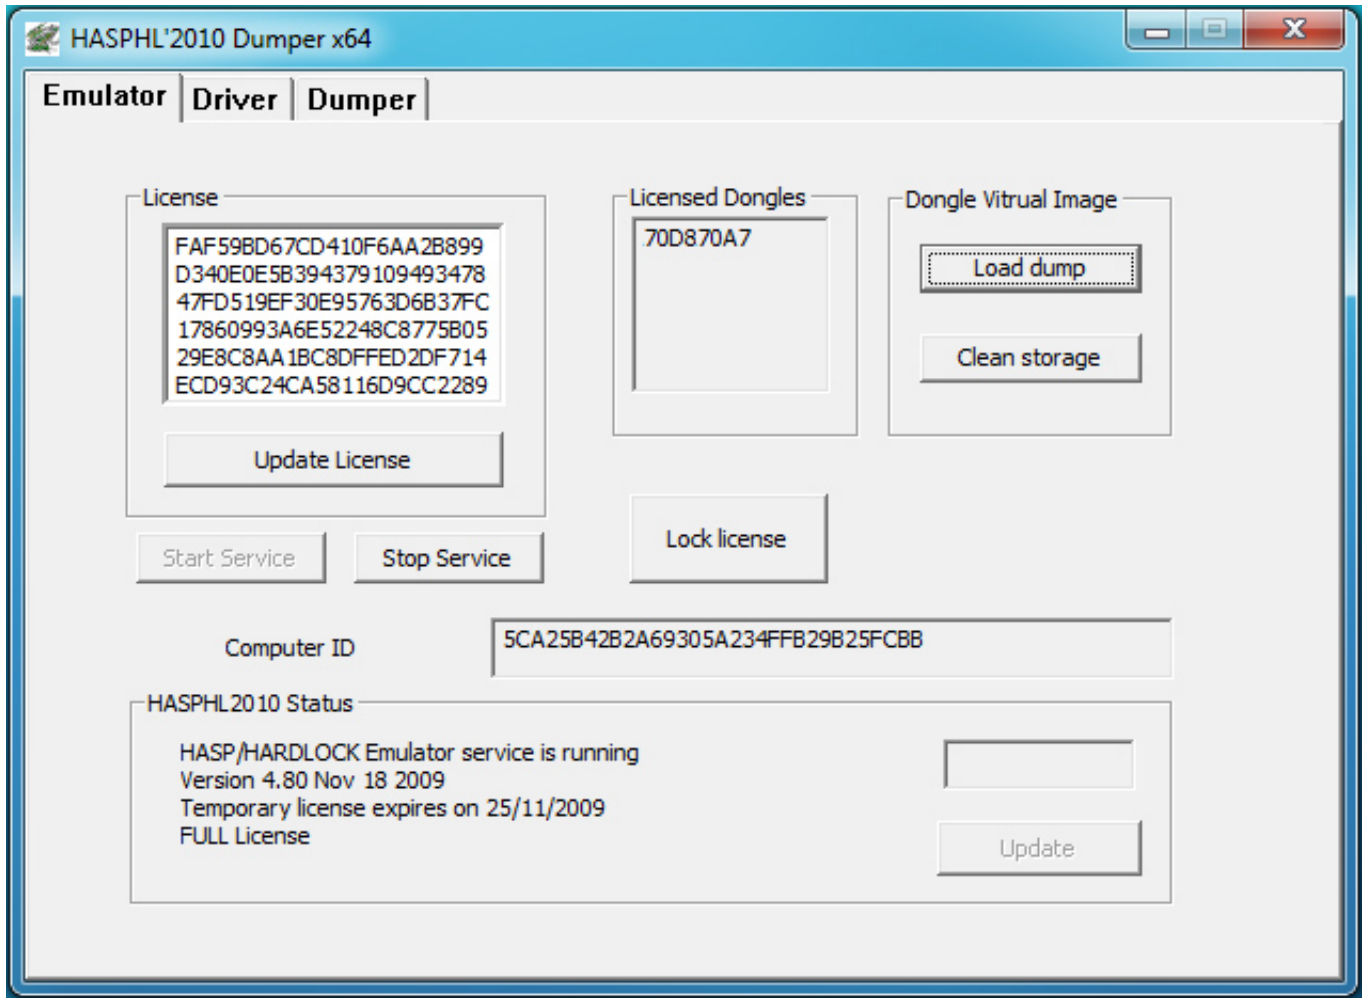 HASPHL'2010 Dumper x64
Emulator Driver Dumper
License
FAF59BD67CD410F6AA2B899
D340E0E5B394379109493478
47FD519EF30E95763D6B37FC
17860993A6E52248C8775B05
29E8C8AA1BC8DFFED2DF714
ECD93C24CA58116D9CC2289
Update License
Licensed Dongles
70D870A7
Dongle Vitrual Image
Load dump
Clean storage
Start Service
Stop Service
Lock license
Computer ID
5CA25B42B2A69305A234FFB29B25FCBB
HASPHL2010 Status
HASP/HARDLOCK Emulator service is running
Version 4.80 Nov 18 2009
Temporary license expires on 25/11/2009
FULL License
Update